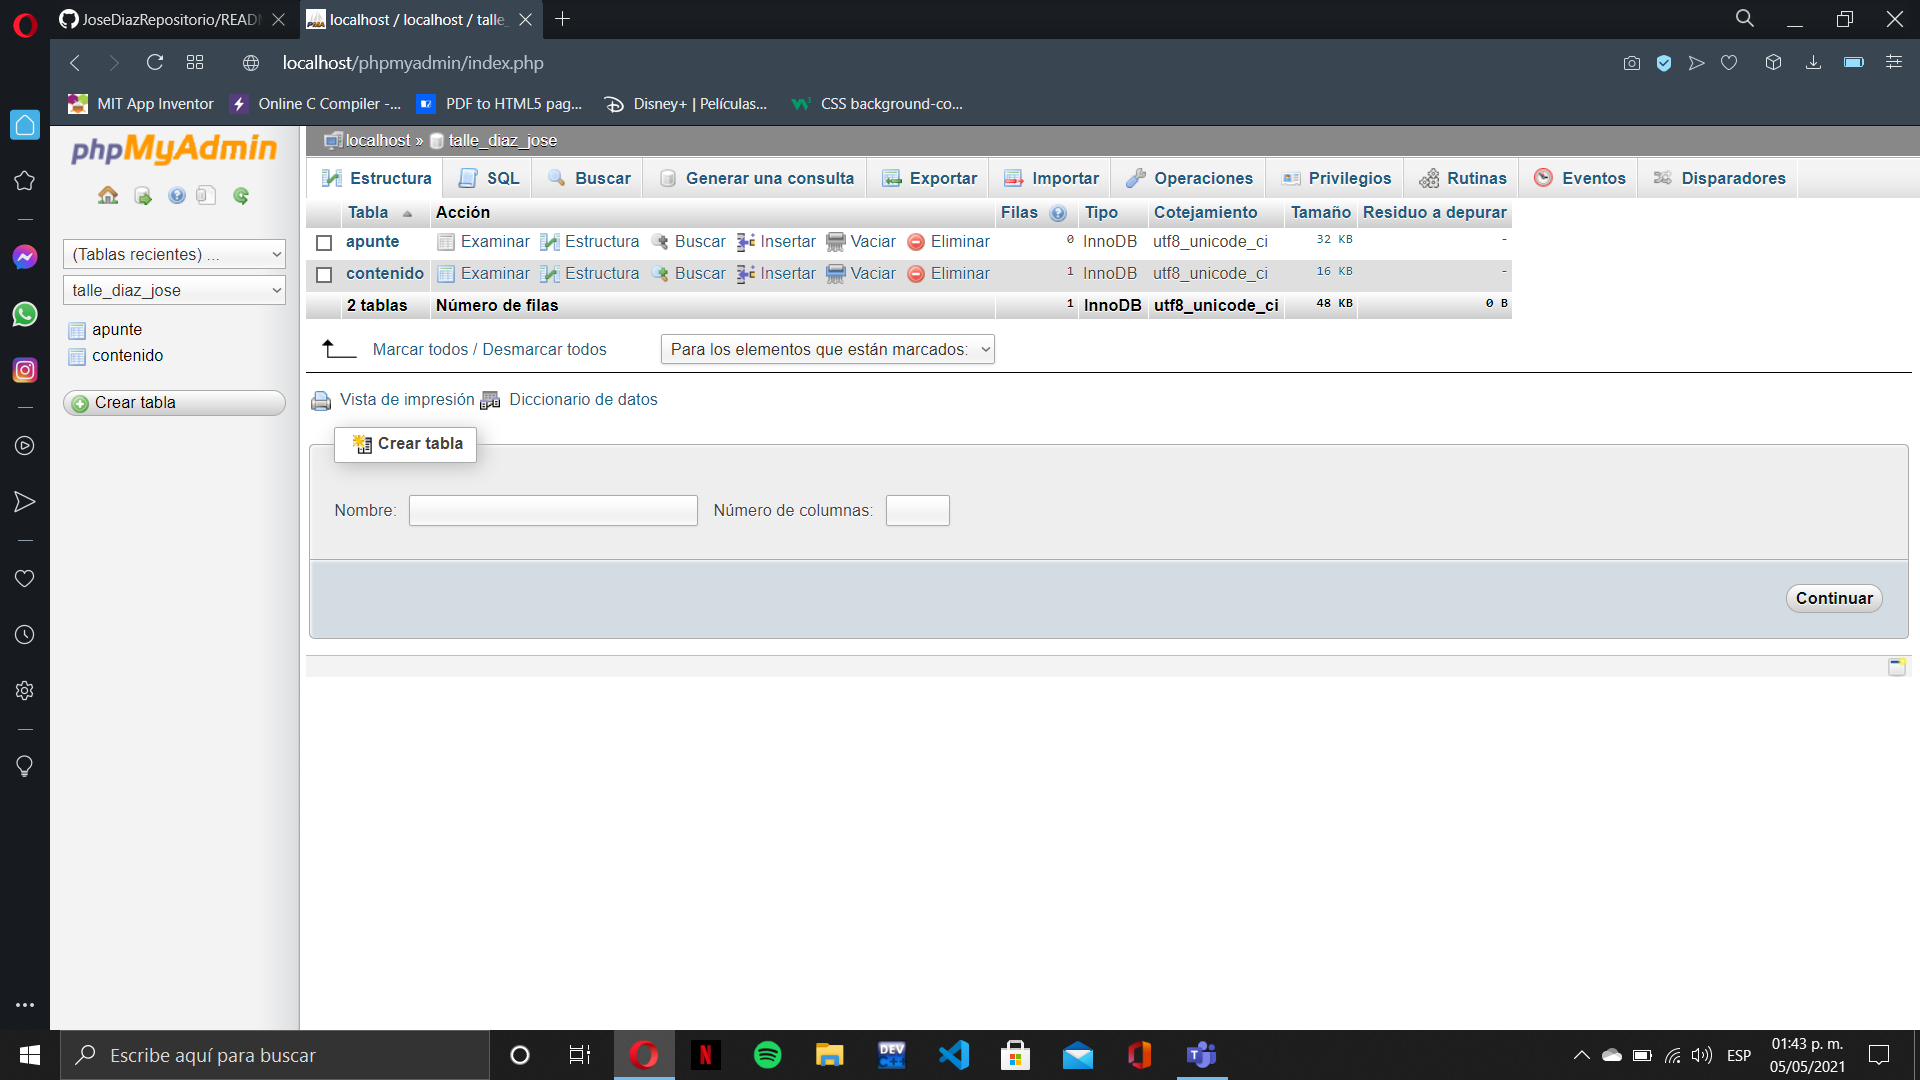 JoseDiazRepositorio/READ
localhost / localhost / talle_
localhost/phpmyadmin/index.php
MIT App Inventor
Online C Compiler -...
PDF to HTML5 pag...
Disney+ | Películas...
CSS background-co...
phpMyAdmin
(Tablas recientes) ...
talle_diaz_jose
apunte
contenido
Crear tabla
localhost » talle_diaz_jose
Estructura SQL Buscar Generar una consulta Exportar Importar Operaciones Privilegios Rutinas Eventos Disparadores
Tabla Acción Filas Tipo Cotejamiento Tamaño Residuo a depurar
apunte Examinar Estructura Buscar Insertar Vaciar Eliminar 0 InnoDB utf8_unicode_ci 32 KB -
contenido Examinar Estructura Buscar Insertar Vaciar Eliminar 1 InnoDB utf8_unicode_ci 16 KB -
2 tablas Número de filas 1 InnoDB utf8_unicode_ci 48 KB 0 B
Marcar todos / Desmarcar todos Para los elementos que están marcados:
Vista de impresión Diccionario de datos
Crear tabla
Nombre: Número de columnas:
Continuar
Escribe aquí para buscar
N
DEV
C++
ESP
01:43 p. m.
05/05/2021